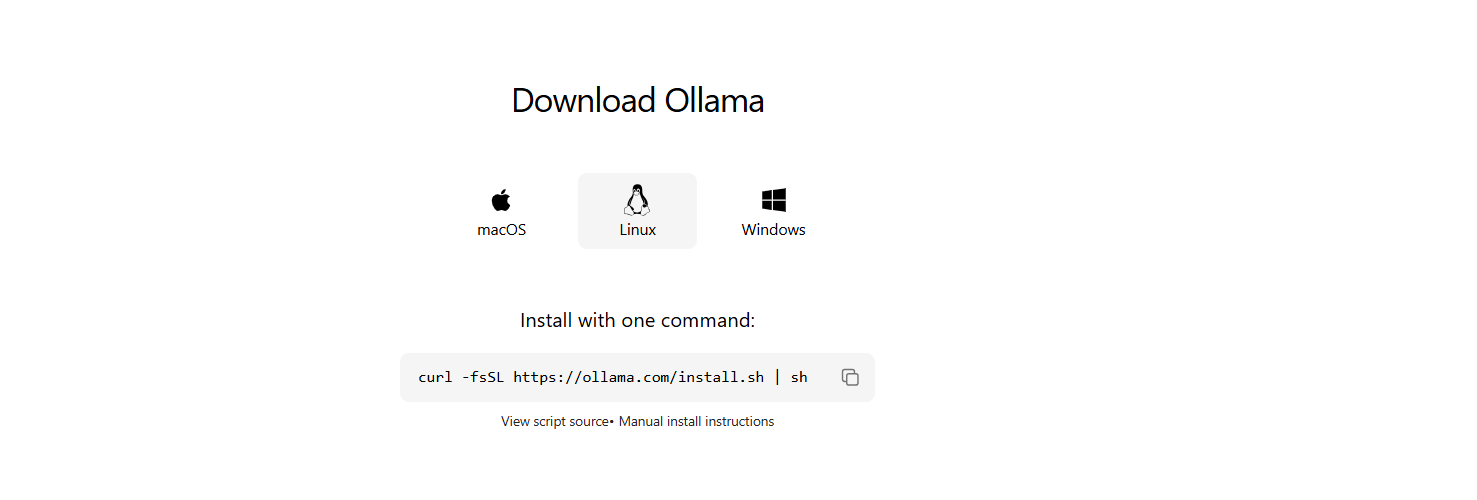 Download Ollama
macOS
Linux
Windows
Install with one command:
curl -fsSL https://ollama.com/install.sh | sh
View script source• Manual install instructions